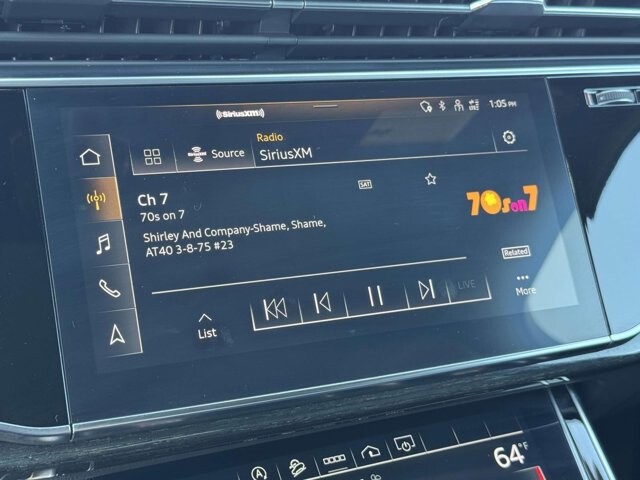 ((SiriusXM))
1:05 PM
Radio
SiriusXM
Source
SiriusXM
Ch 7
SAT
70s on 7
70s on 7
Shirley And Company-Shame, Shame,
AT40 3-8-75 #23
Related
LIVE
More
List
64°F